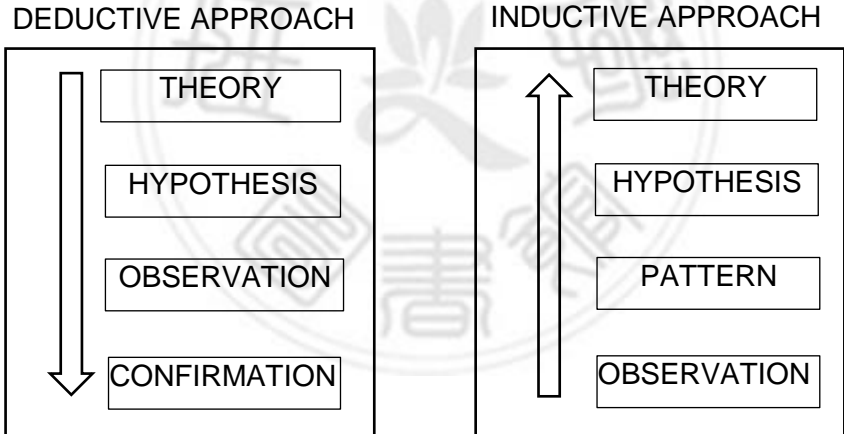 DEDUCTIVE APPROACH
THEORY
HYPOTHESIS
OBSERVATION
CONFIRMATION
INDUCTIVE APPROACH
THEORY
HYPOTHESIS
PATTERN
OBSERVATION